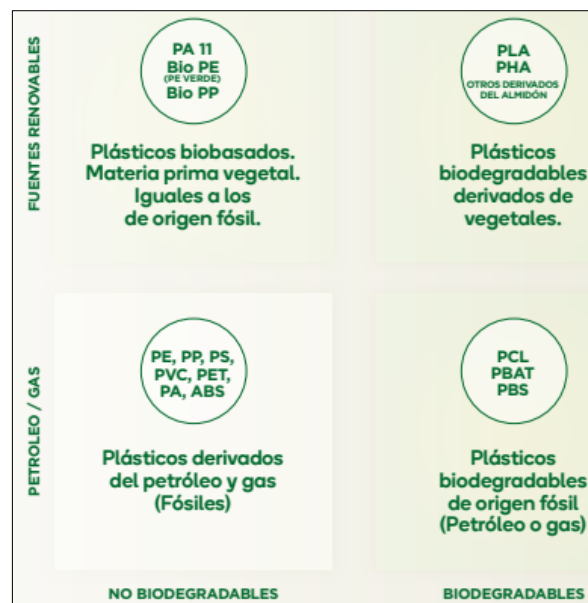 FUENTES RENOVABLES
PA 11
Bio PE
(PE VERDE)
Bio PP
Plásticos biobasados.
Materia prima vegetal.
Iguales a los
de origen fósil.
PLA
PHA
OTROS DERIVADOS
DEL ALMIDÓN
Plásticos
biodegradables
derivados de
vegetales.
PETROLEO / GAS
PE, PP, PS,
PVC, PET,
PA, ABS
Plásticos derivados
del petróleo y gas
(Fósiles)
PCL
PBAT
PBS
Plásticos
biodegradables
de origen fósil
(Petróleo o gas)
NO BIODEGRADABLES
BIODEGRADABLES